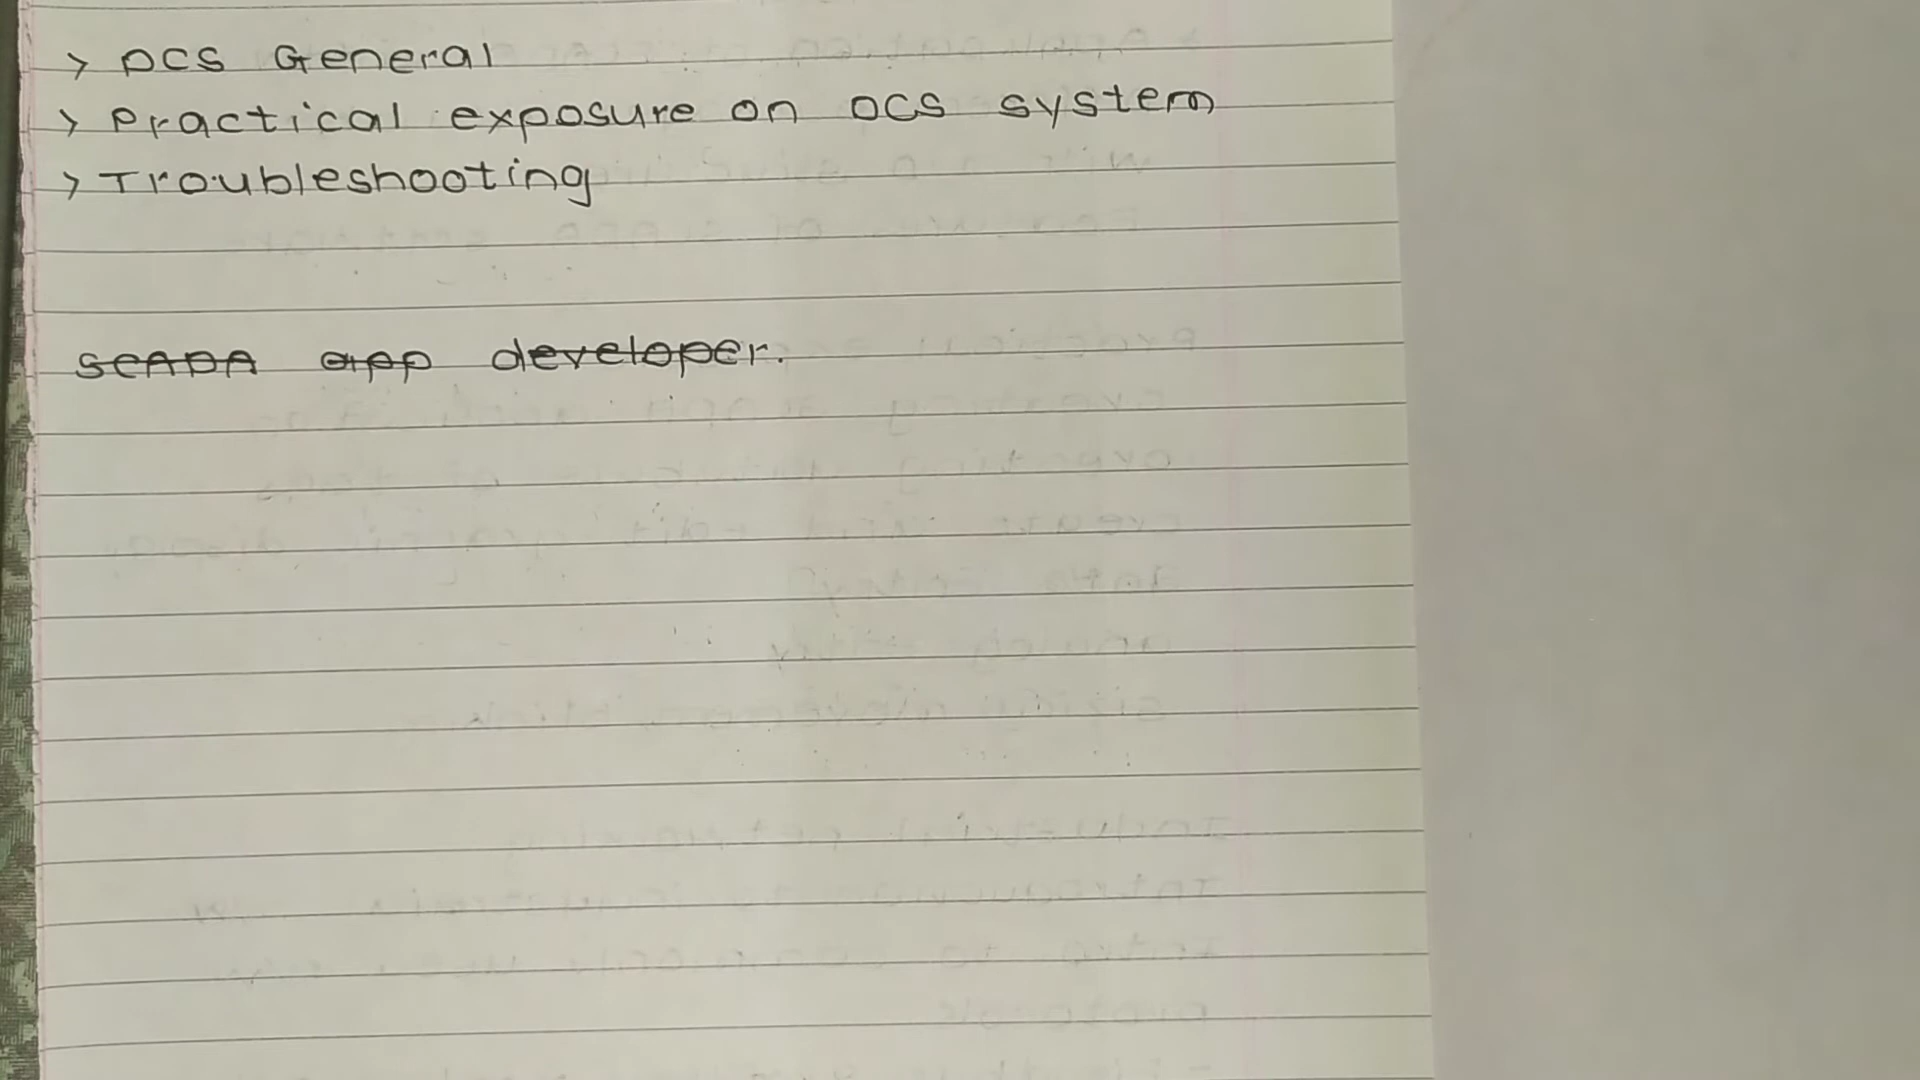 > DCS General
> Practical exposure on DCS system
> Troubleshooting
SCADA app developer.